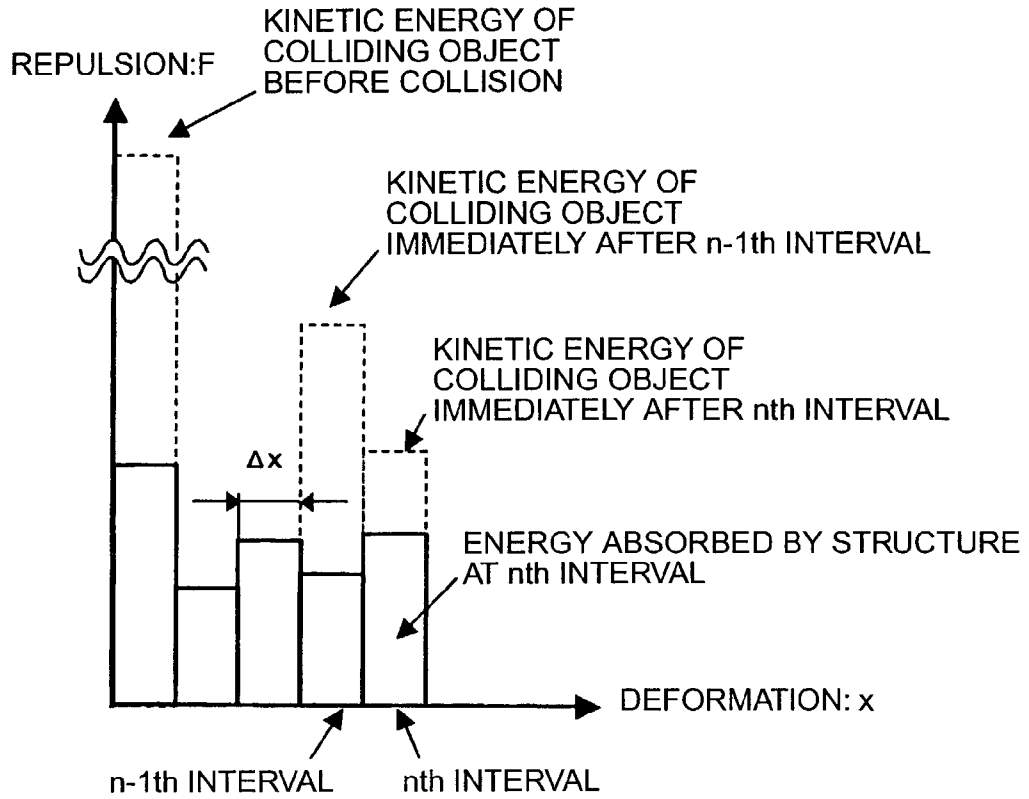 KINETIC ENERGY OF
COLLIDING OBJECT
BEFORE COLLISION
REPULSION:F
KINETIC ENERGY OF
COLLIDING OBJECT
IMMEDIATELY AFTER n-1th INTERVAL
KINETIC ENERGY OF
COLLIDING OBJECT
IMMEDIATELY AFTER nth INTERVAL
Δx
ENERGY ABSORBED BY STRUCTURE
AT nth INTERVAL
DEFORMATION: x
n-1th INTERVAL
nth INTERVAL